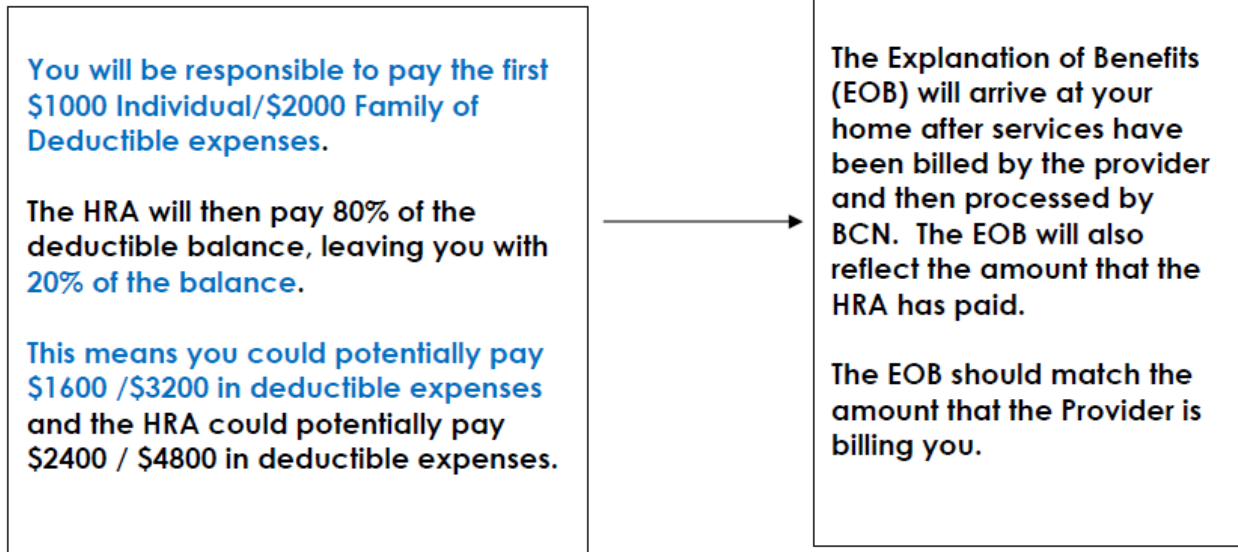 You will be responsible to pay the first
$1000 Individual/$2000 Family of
Deductible expenses.
The HRA will then pay 80% of the
deductible balance, leaving you with
20% of the balance.
This means you could potentially pay
$1600 /$3200 in deductible expenses
and the HRA could potentially pay
$2400 / $4800 in deductible expenses.
The Explanation of Benefits
(EOB) will arrive at your
home after services have
been billed by the provider
and then processed by
BCN.  The EOB will also
reflect the amount that the
HRA has paid.
The EOB should match the
amount that the Provider is
billing you.